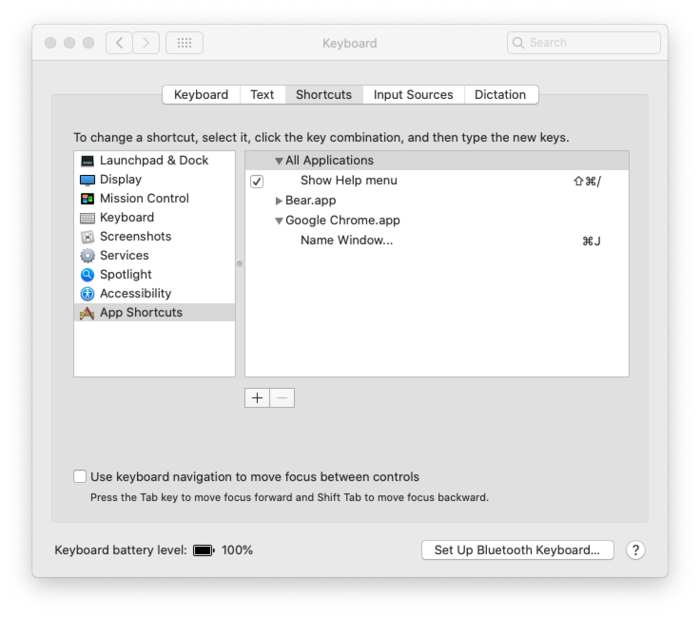 Keyboard
Search
Keyboard
Text
Shortcuts
Input Sources
Dictation
To change a shortcut, select it, click the key combination, and then type the new keys.
Launchpad & Dock
Display
Mission Control
Keyboard
Screenshots
Services
Spotlight
Accessibility
App Shortcuts
All Applications
Show Help menu ⇧⌘/
Bear.app
Google Chrome.app
Name Window... ⌘J
Use keyboard navigation to move focus between controls
Press the Tab key to move focus forward and Shift Tab to move focus backward.
Keyboard battery level: 100%
Set Up Bluetooth Keyboard...
?